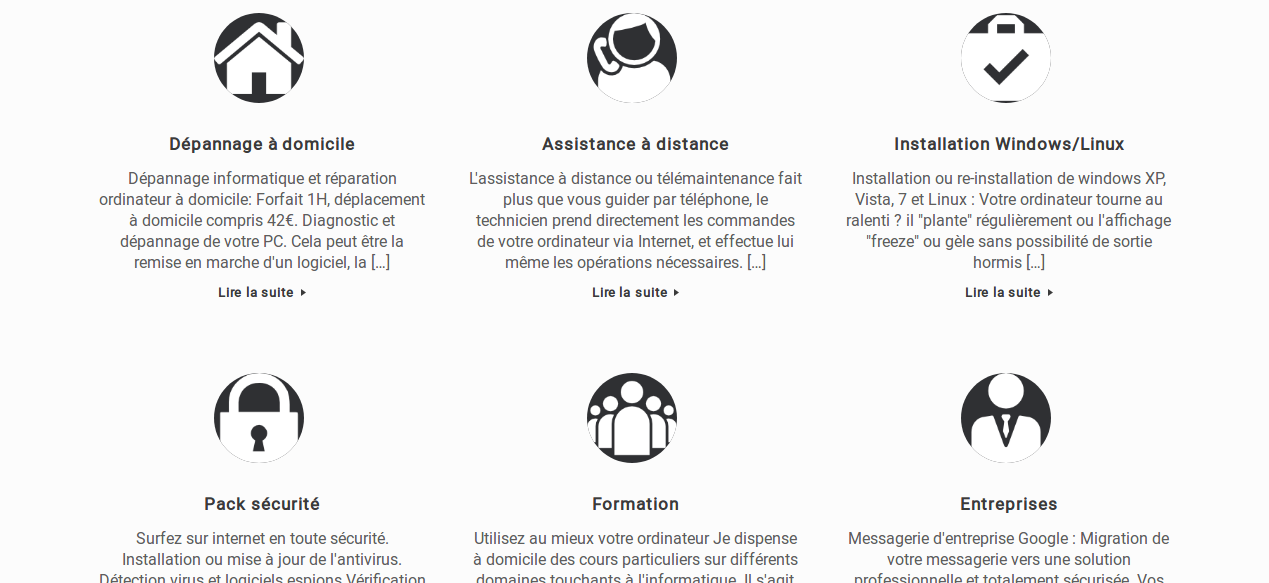 Dépannage à domicile
Dépannage informatique et réparation
ordinateur à domicile: Forfait 1H, déplacement
à domicile compris 42€. Diagnostic et
dépannage de votre PC. Cela peut être la
remise en marche d'un logiciel, la [...]
Lire la suite
Assistance à distance
L'assistance à distance ou télémaintenance fait
plus que vous guider par téléphone, le
technicien prend directement les commandes
de votre ordinateur via Internet, et effectue lui
même les opérations nécessaires. [...]
Lire la suite
Installation Windows/Linux
Installation ou re-installation de windows XP,
Vista, 7 et Linux : Votre ordinateur tourne au
ralenti ? il "plante" régulièrement ou l'affichage
"freeze" ou gèle sans possibilité de sortie
hormis [...]
Lire la suite
Pack sécurité
Surfez sur internet en toute sécurité.
Installation ou mise à jour de l'antivirus.
Détection virus et logiciels espions Vérification
Formation
Utilisez au mieux votre ordinateur Je dispense
à domicile des cours particuliers sur différents
domaines touchants à l'informatique. Il s'agit
Entreprises
Messagerie d'entreprise Google : Migration de
votre messagerie vers une solution
professionnelle et totalement sécurisée. Vos